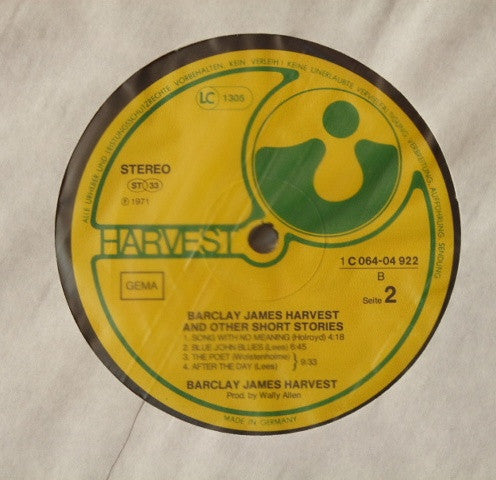 ALLE URHEBER UND LEISTUNGSSCHUTZRECHTE VORBEHALTEN. KEIN VERLEIH! KEINE UNERLAUBTE VERVIELFÄLTIGUNG, VERMIETUNG, AUFFÜHRUNG, SENDUNG
LC 1305
STEREO
ST 33
℗ 1971
HARVEST
GEMA
1 C 064-04 922
B
Seite 2
BARCLAY JAMES HARVEST
AND OTHER SHORT STORIES
1. SONG WITH NO MEANING (Holroyd) 4:18
2. BLUE JOHN BLUES (Lees) 6:45
3. THE POET (Wolstenholme)
4. AFTER THE DAY (Lees) } 9:33
BARCLAY JAMES HARVEST
Prod. by Wally Allen
MADE IN GERMANY